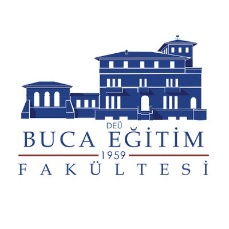 DEÜ
BUCA EĞİTİM
1959
FAKÜLTESİ